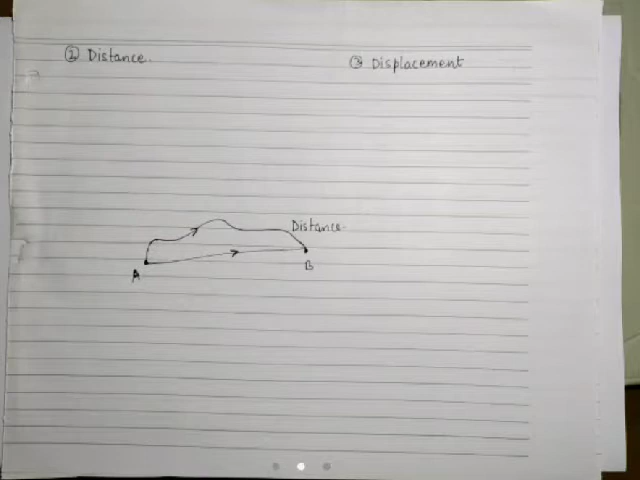 ② Distance.
③ Displacement
Distance
A
B